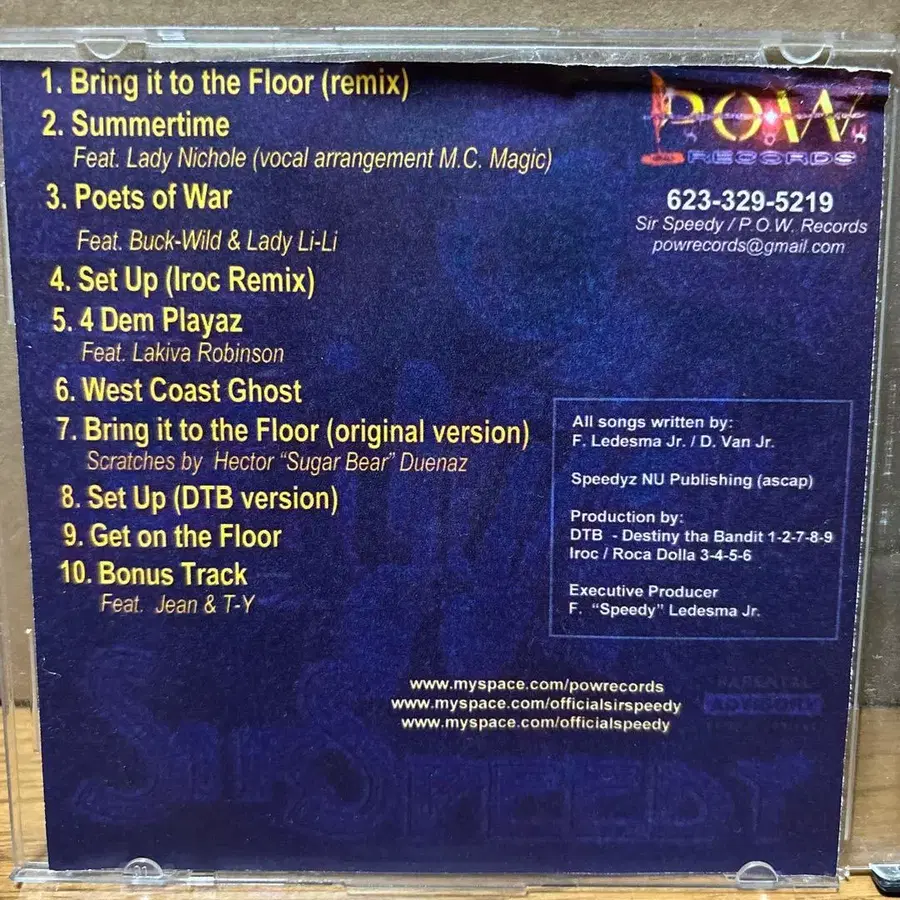 1. Bring it to the Floor (remix)
2. Summertime
Feat. Lady Nichole (vocal arrangement M.C. Magic)
3. Poets of War
Feat. Buck-Wild & Lady Li-Li
4. Set Up (Iroc Remix)
5. 4 Dem Playaz
Feat. Lakiva Robinson
6. West Coast Ghost
7. Bring it to the Floor (original version)
Scratches by Hector “Sugar Bear” Duenaz
8. Set Up (DTB version)
9. Get on the Floor
10. Bonus Track
Feat. Jean & T-Y
P.O.W.
RECORDS
623-329-5219
Sir Speedy / P.O.W. Records
powrecords@gmail.com
All songs written by:
F. Ledesma Jr. / D. Van Jr.
Speedyz NU Publishing (ascap)
Production by:
DTB - Destiny tha Bandit 1-2-7-8-9
Iroc / Roca Dolla 3-4-5-6
Executive Producer
F. “Speedy” Ledesma Jr.
www.myspace.com/powrecords
www.myspace.com/officialsirspeedy
www.myspace.com/officialspeedy
PARENTAL
ADVISORY
SIR SPEEDY